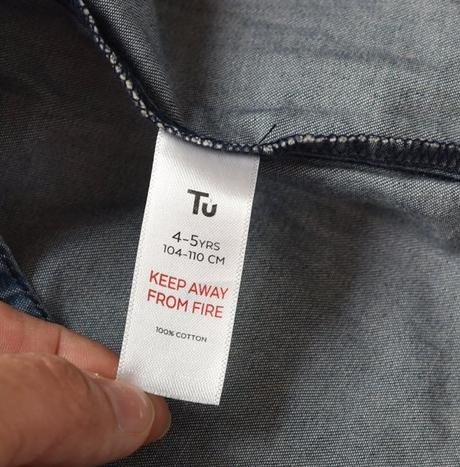 Tu
4-5YRS
104-110 CM
KEEP AWAY
FROM FIRE
100% COTTON